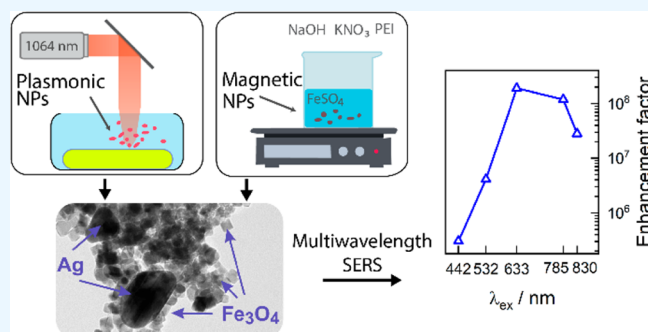 1064 nm
Plasmonic
NPs
NaOH KNO₃ PEI
Magnetic
NPs
FeSO₄
Ag
Fe₃O₄
Multiwavelength
SERS
Enhancement factor
10⁸
10⁷
10⁶
442 532 633 785 830
λex / nm